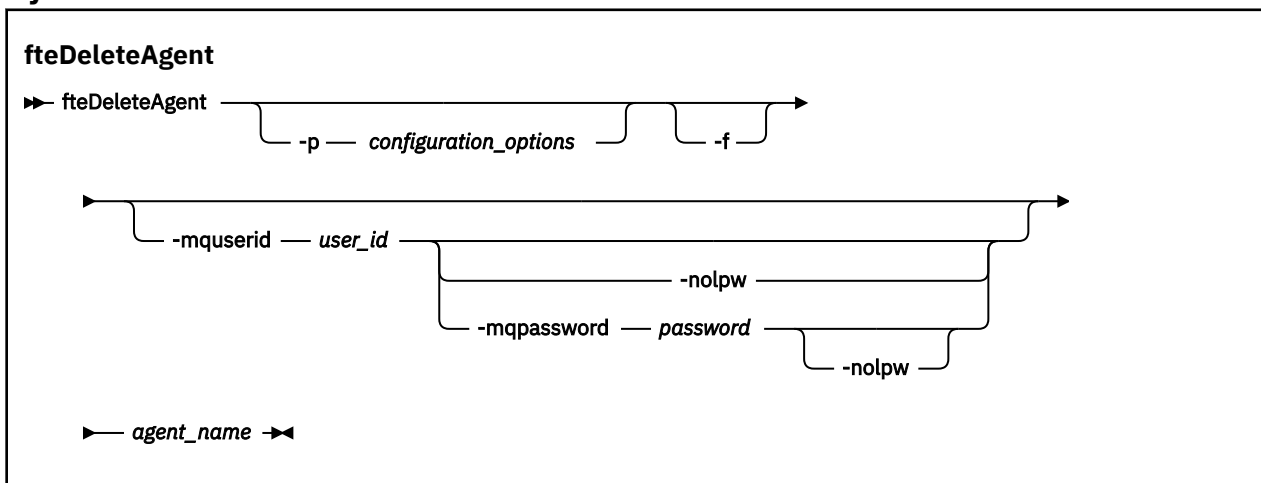 fteDeleteAgent
fteDeleteAgent
-p configuration_options -f
-mquserid user_id
-nolpw
-mqpassword password
-nolpw
agent_name